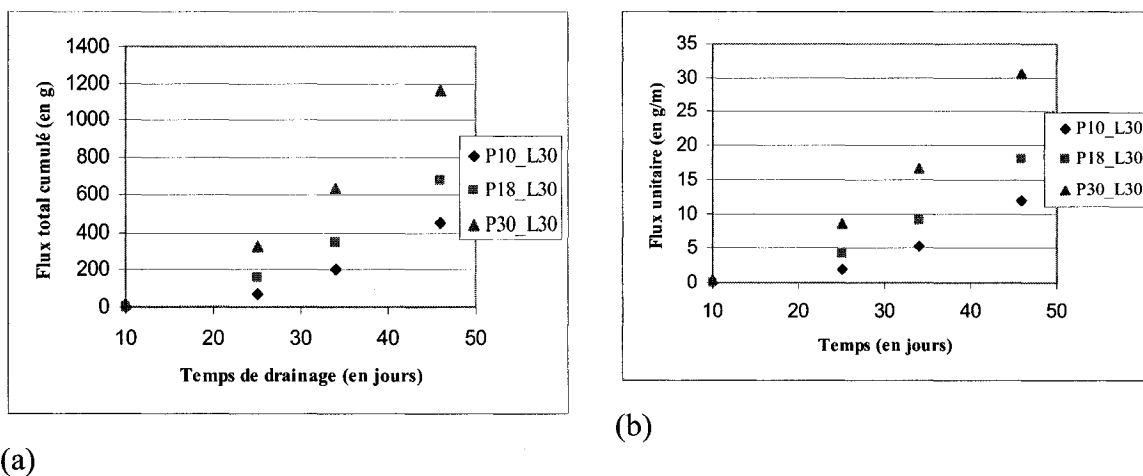 1400
1200
1000
800
600
400
200
0
Flux total cumulé (en g)
10 20 30 40 50
Temps de drainage (en jours)
P10_L30
P18_L30
P30_L30
(a)
35
30
25
20
15
10
5
0
Flux unitaire (en g/m)
10 20 30 40 50
Temps (en jours)
P10_L30
P18_L30
P30_L30
(b)